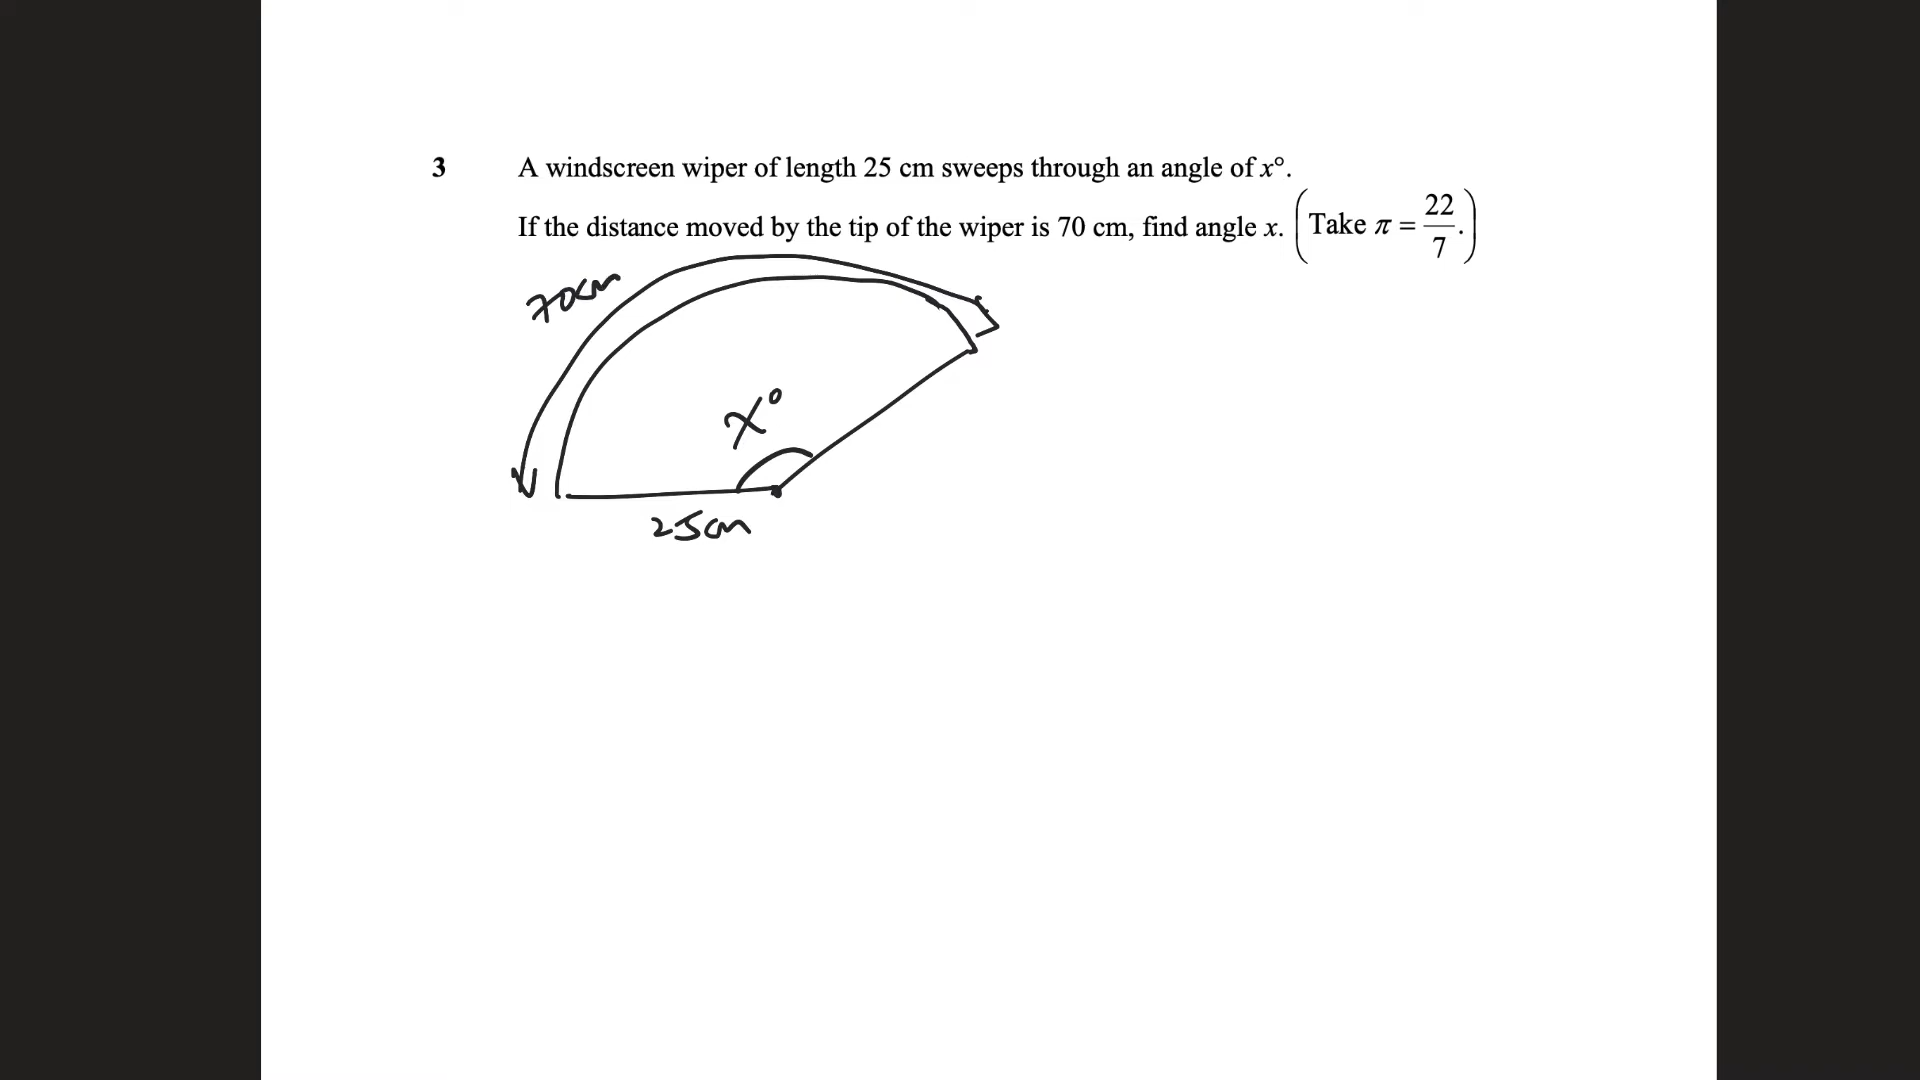 3 A windscreen wiper of length 25 cm sweeps through an angle of x°.
If the distance moved by the tip of the wiper is 70 cm, find angle x. (Take π = 22/7.)
70cm
x°
25cm